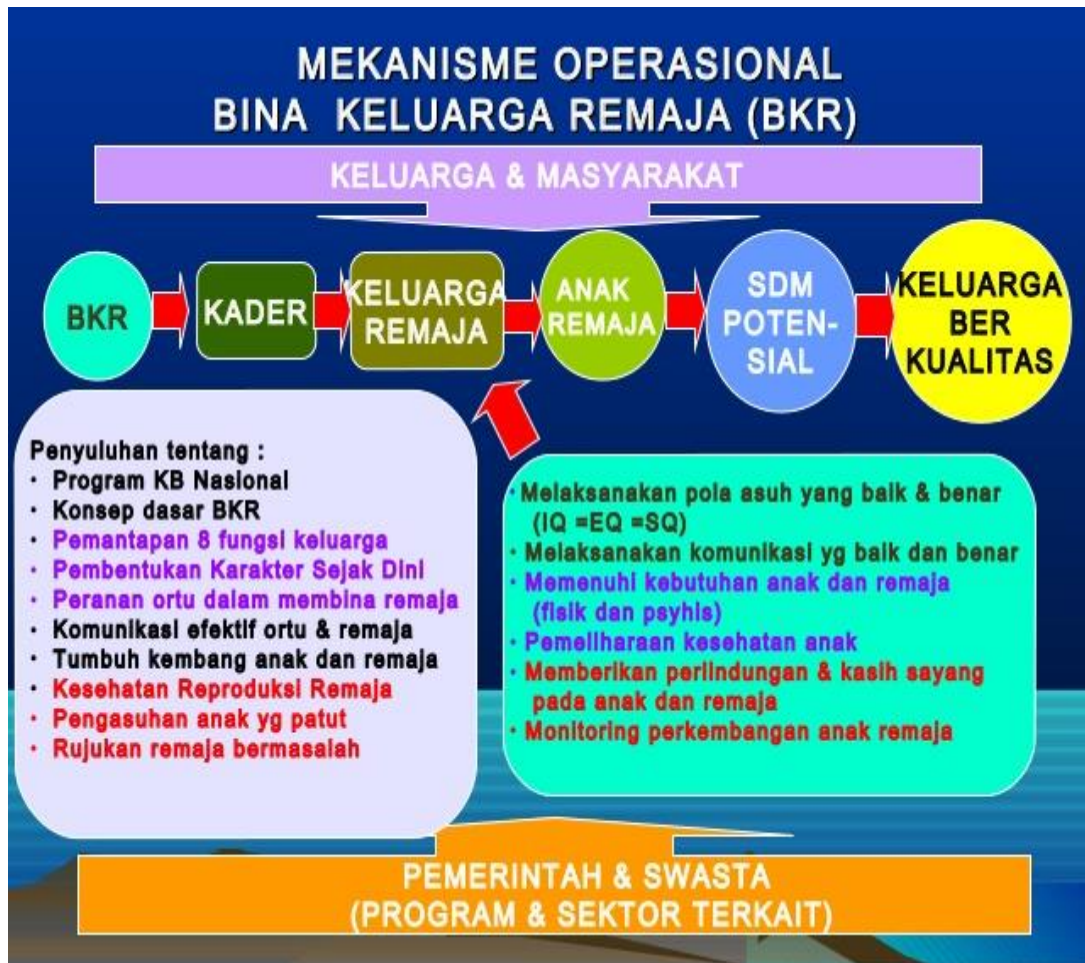 MEKANISME OPERASIONAL
BINA KELUARGA REMAJA (BKR)
KELUARGA & MASYARAKAT
BKR
KADER
KELUARGA
REMAJA
ANAK
REMAJA
SDM
POTEN-
SIAL
KELUARGA
BER
KUALITAS
Penyuluhan tentang :
• Program KB Nasional
• Konsep dasar BKR
• Pemantapan 8 fungsi keluarga
• Pembentukan Karakter Sejak Dini
• Peranan ortu dalam membina remaja
• Komunikasi efektif ortu & remaja
• Tumbuh kembang anak dan remaja
• Kesehatan Reproduksi Remaja
• Pengasuhan anak yg patut
• Rujukan remaja bermasalah
• Melaksanakan pola asuh yang baik & benar
(IQ =EQ =SQ)
• Melaksanakan komunikasi yg baik dan benar
• Memenuhi kebutuhan anak dan remaja
(fisik dan psyhis)
• Pemeliharaan kesehatan anak
• Memberikan perlindungan & kasih sayang
pada anak dan remaja
• Monitoring perkembangan anak remaja
PEMERINTAH & SWASTA
(PROGRAM & SEKTOR TERKAIT)